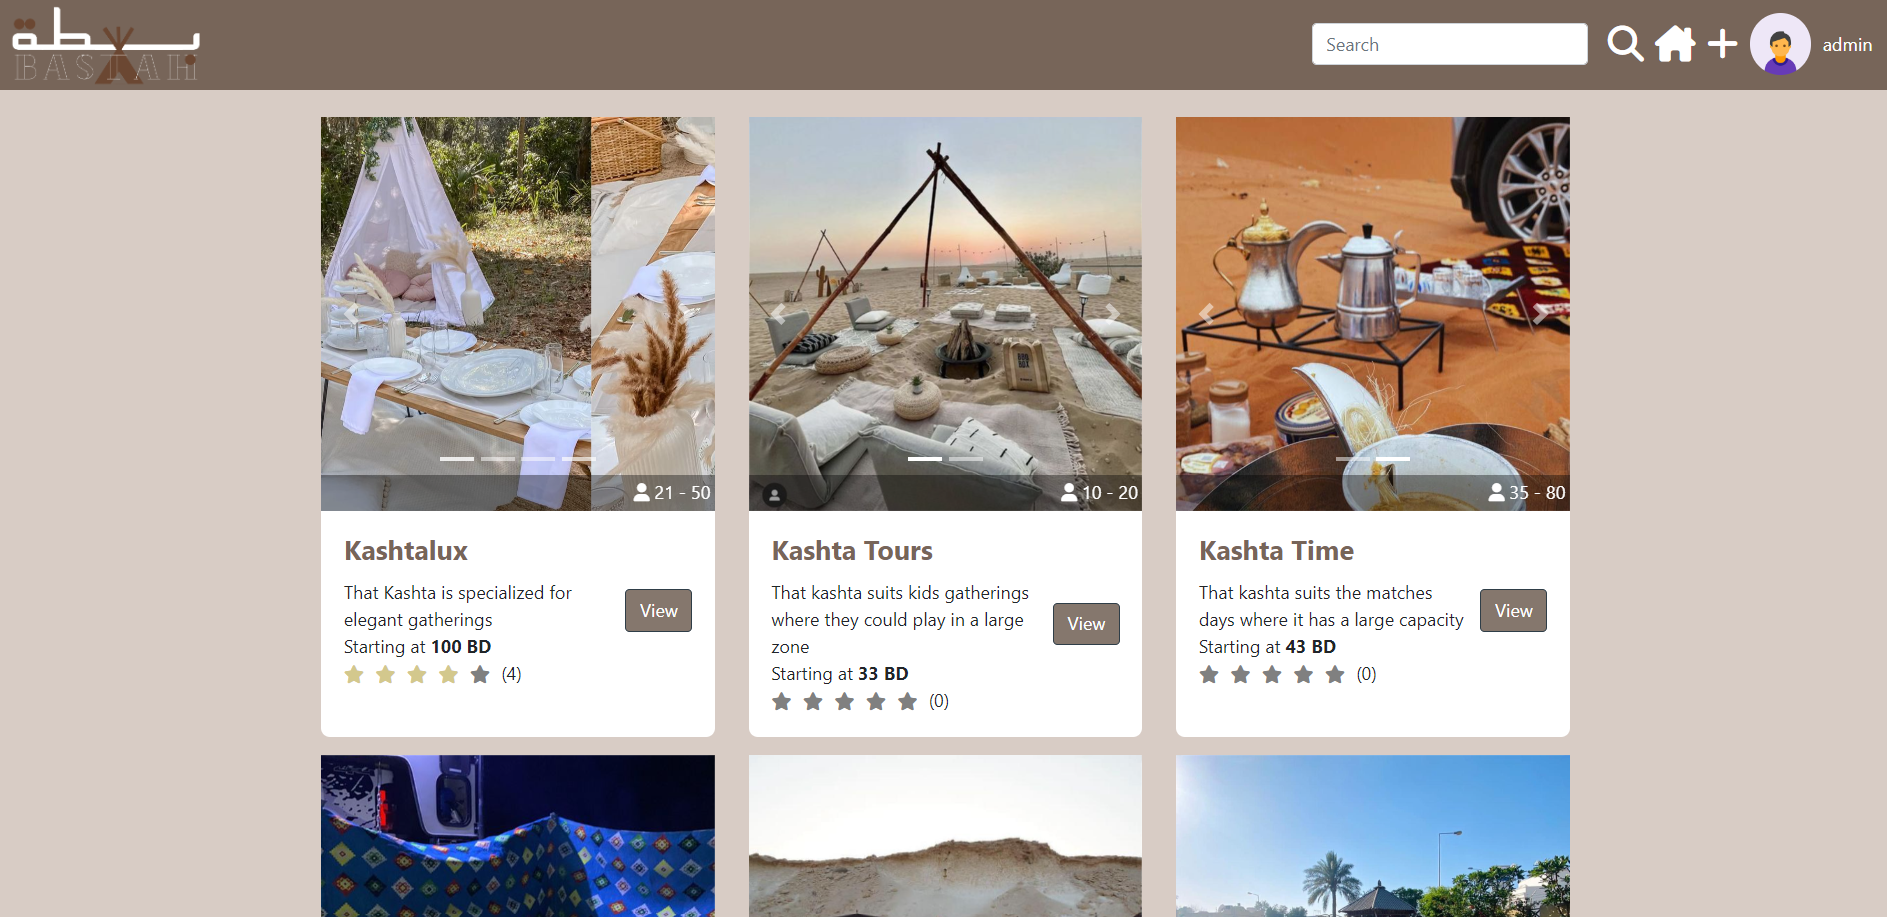 بسطة
BASTAH
Search
admin
21 - 50
10 - 20
35 - 80
Kashtalux
That Kashta is specialized for
elegant gatherings
Starting at 100 BD
(4)
View
Kashta Tours
That kashta suits kids gatherings
where they could play in a large
zone
Starting at 33 BD
(0)
View
Kashta Time
That kashta suits the matches
days where it has a large capacity
Starting at 43 BD
(0)
View